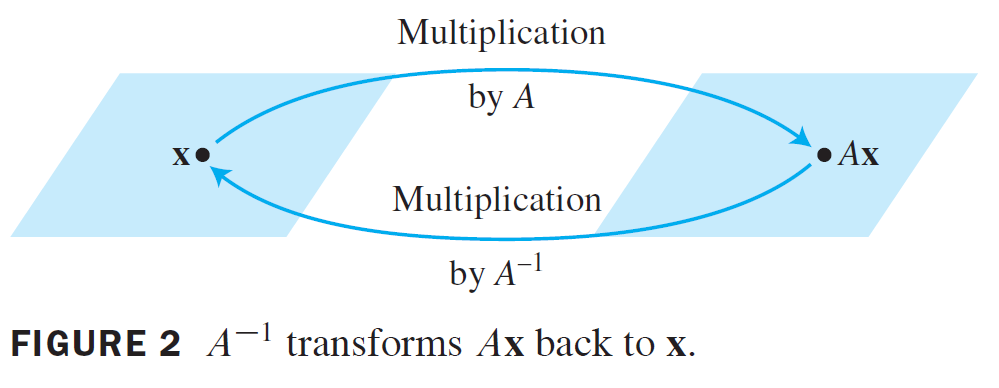 Multiplication
by A
x
Ax
Multiplication
by A⁻¹
FIGURE 2 A⁻¹ transforms Ax back to x.